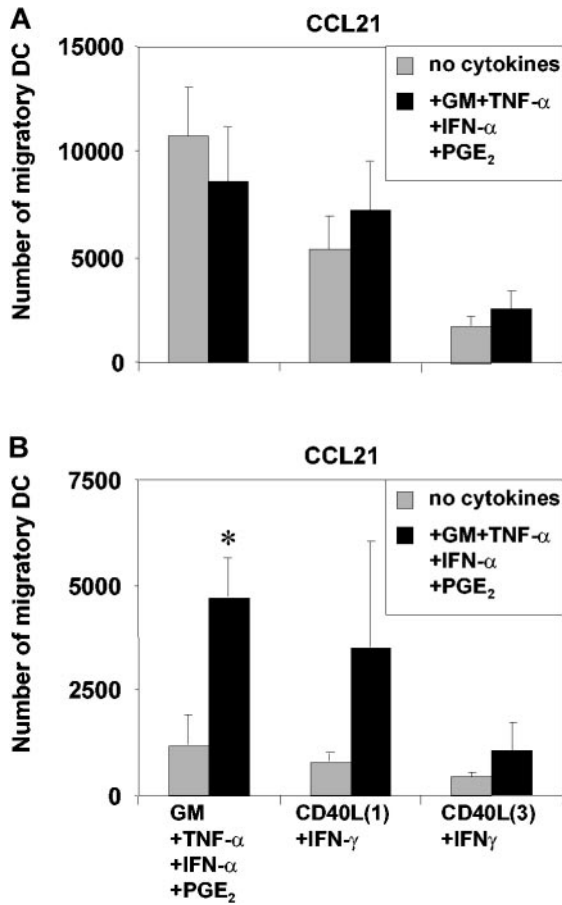 A
CCL21
Number of migratory DC
15000
10000
5000
0
no cytokines
+GM+TNF-α
+IFN-α
+PGE₂
B
CCL21
Number of migratory DC
7500
5000
2500
0
no cytokines
+GM+TNF-α
+IFN-α
+PGE₂
*
GM
+TNF-α
+IFN-α
+PGE₂
CD40L(1)
+IFN-γ
CD40L(3)
+IFNγ